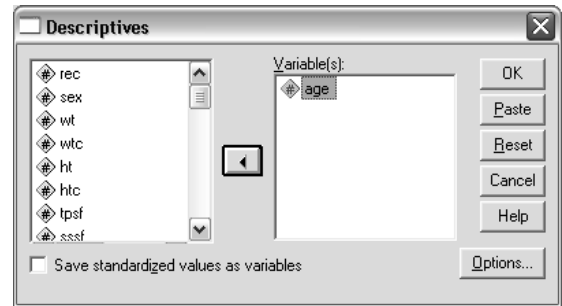 Descriptives
rec
sex
wt
wtc
ht
htc
tpsf
sssf
Variable(s):
age
OK
Paste
Reset
Cancel
Help
Save standardized values as variables
Options...